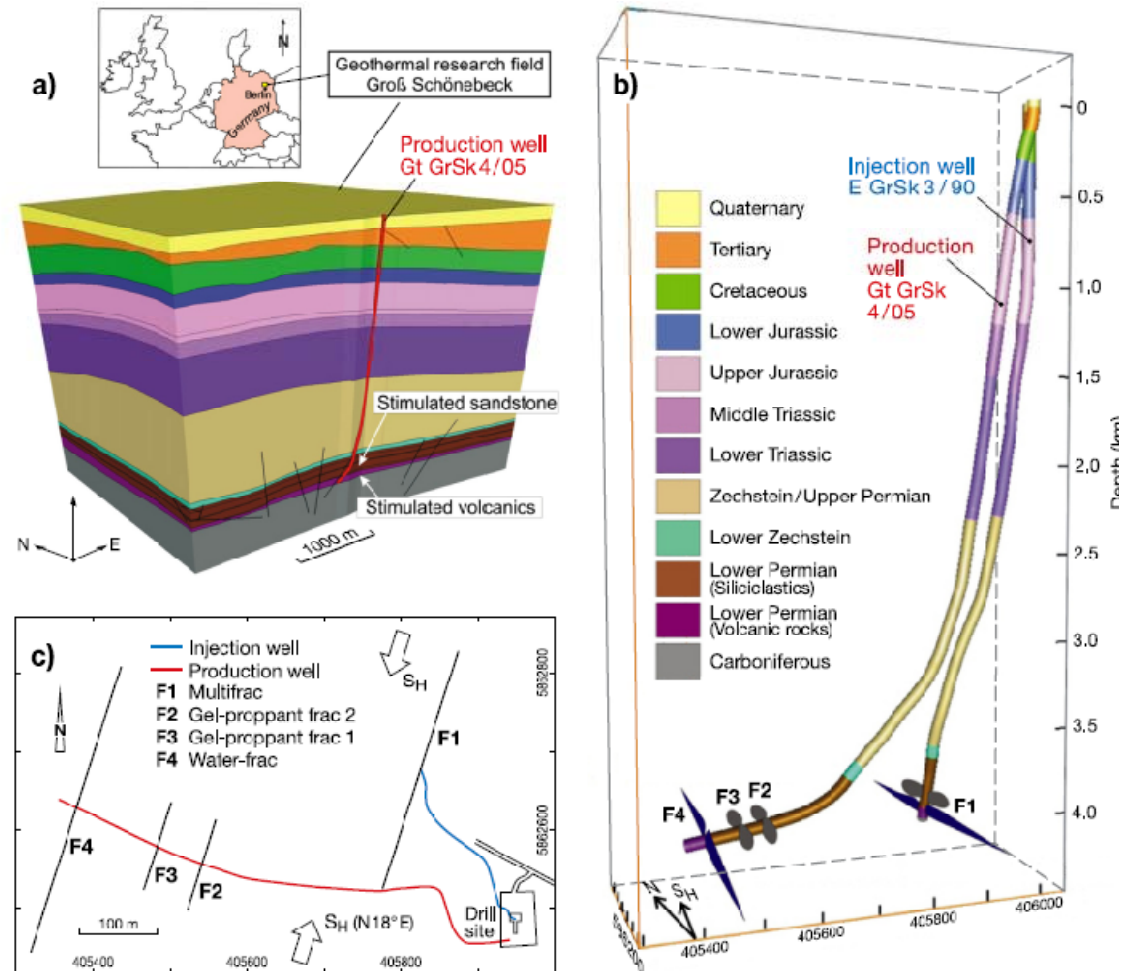 a)
N
Geothermal research field
Groß Schönebeck
Berlin
Germany
Production well
Gt GrSk 4/05
Stimulated sandstone
Stimulated volcanics
N
E
1000 m
b)
0
0.5
1.0
1.5
2.0
2.5
3.0
3.5
4.0
Depth (km)
Injection well
E GrSk 3/90
Production
well
Gt GrSk
4/05
Quaternary
Tertiary
Cretaceous
Lower Jurassic
Upper Jurassic
Middle Triassic
Lower Triassic
Zechstein/Upper Permian
Lower Zechstein
Lower Permian
(Siliciclastics)
Lower Permian
(Volcanic rocks)
Carboniferous
F4
F3
F2
F1
N
SH
405400
405600
405800
406000
c)
Injection well
Production well
F1 Multifrac
F2 Gel-proppant frac 2
F3 Gel-proppant frac 1
F4 Water-frac
N
SH
F1
F4
F3
F2
100 m
SH (N18°E)
Drill
site
5862800
5862600
405400
405600
405800